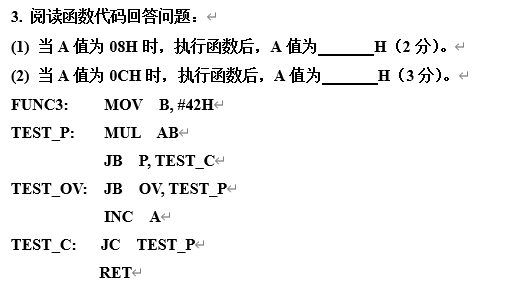 3. 阅读函数代码回答问题：
(1) 当 A 值为 08H 时，执行函数后，A 值为_______H（2 分）。
(2) 当 A 值为 0CH 时，执行函数后，A 值为_______H（3 分）。
FUNC3: MOV B, #42H
TEST_P: MUL AB
JB P, TEST_C
TEST_OV: JB OV, TEST_P
INC A
TEST_C: JC TEST_P
RET